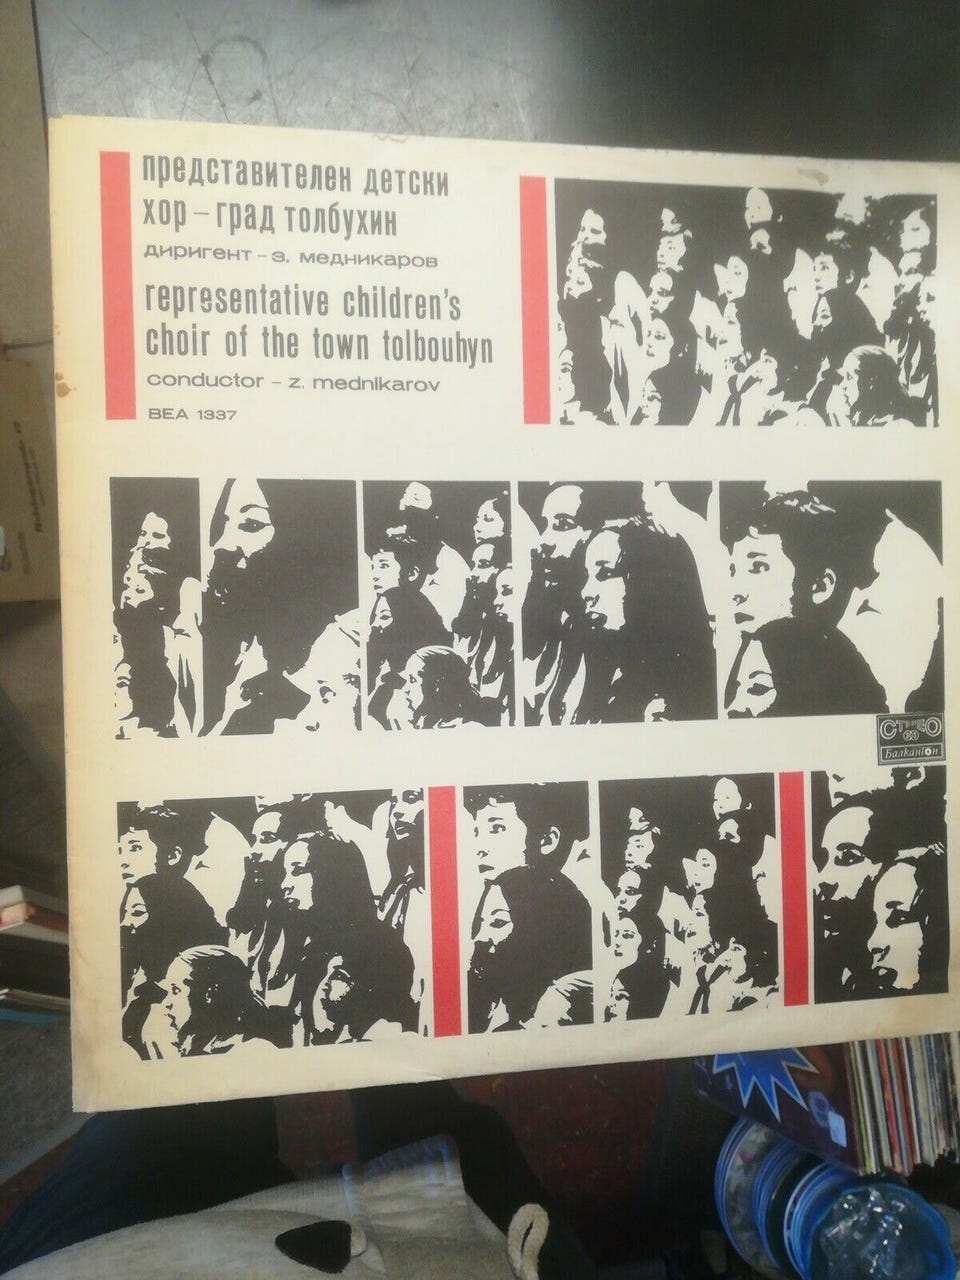 представителен детски
хор – град толбухин
диригент – з. медникаров
representative children's
choir of the town tolbouhyn
conductor – z. mednikarov
ВЕА 1337
СТЕРЕО
Балкантон